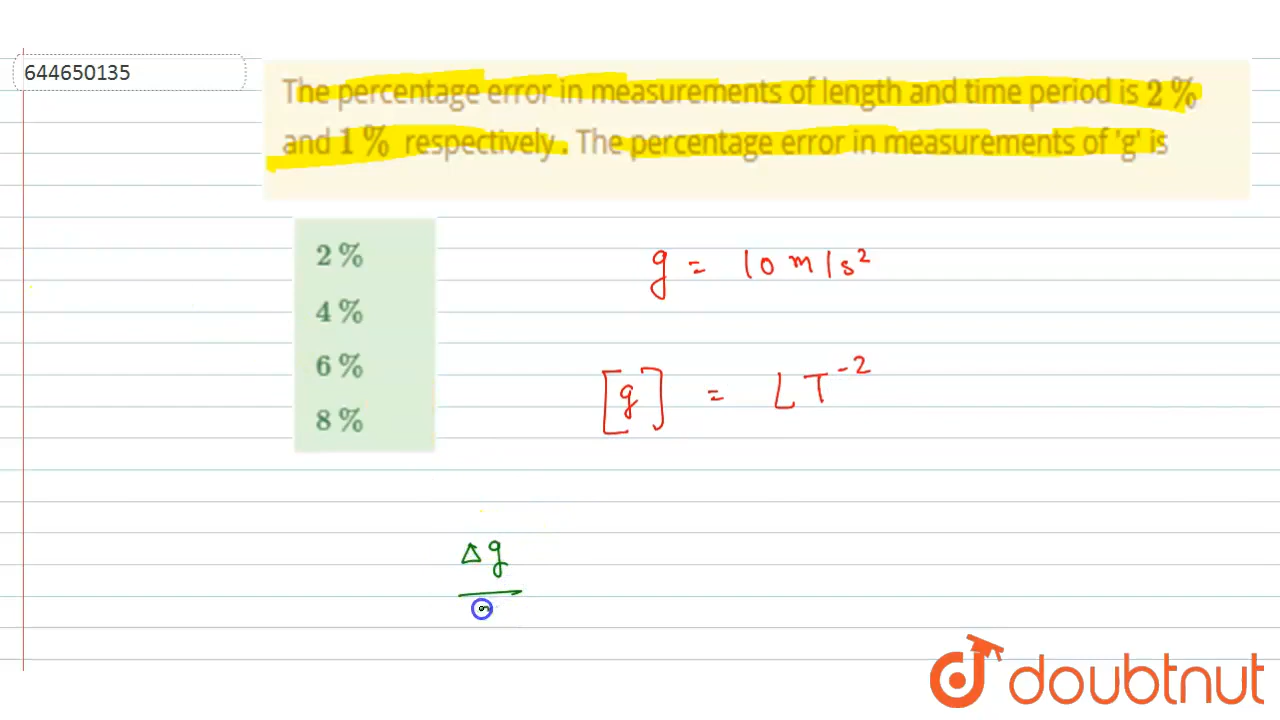 644650135
The percentage error in measurements of length and time period is 2 %
and 1 % respectively . The percentage error in measurements of 'g' is
2 %
4 %
6 %
8 %
g = 10 m/s²
[g] = LT⁻²
Δg
doubtnut